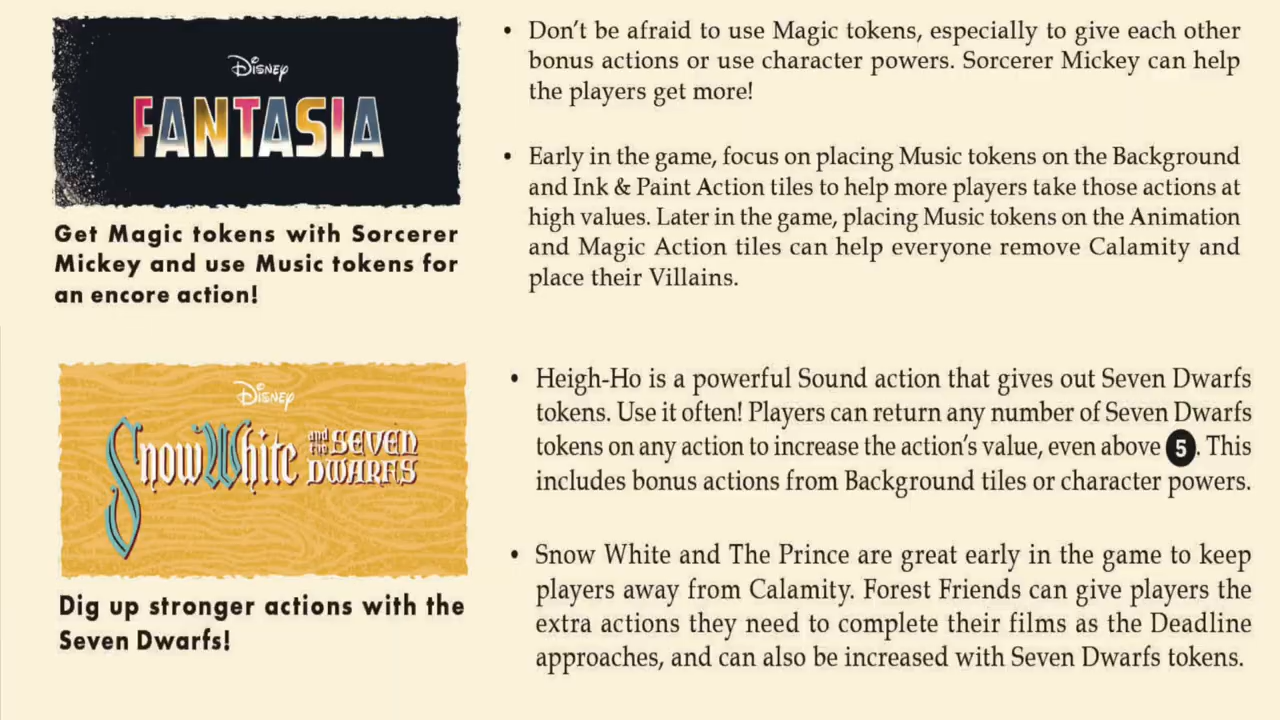 DISNEY
FANTASIA
Get Magic tokens with Sorcerer
Mickey and use Music tokens for
an encore action!
• Don't be afraid to use Magic tokens, especially to give each other
bonus actions or use character powers. Sorcerer Mickey can help
the players get more!
• Early in the game, focus on placing Music tokens on the Background
and Ink & Paint Action tiles to help more players take those actions at
high values. Later in the game, placing Music tokens on the Animation
and Magic Action tiles can help everyone remove Calamity and
place their Villains.
DISNEY
Snow White and the SEVEN
DWARFS
Dig up stronger actions with the
Seven Dwarfs!
• Heigh-Ho is a powerful Sound action that gives out Seven Dwarfs
tokens. Use it often! Players can return any number of Seven Dwarfs
tokens on any action to increase the action's value, even above 5. This
includes bonus actions from Background tiles or character powers.
• Snow White and The Prince are great early in the game to keep
players away from Calamity. Forest Friends can give players the
extra actions they need to complete their films as the Deadline
approaches, and can also be increased with Seven Dwarfs tokens.